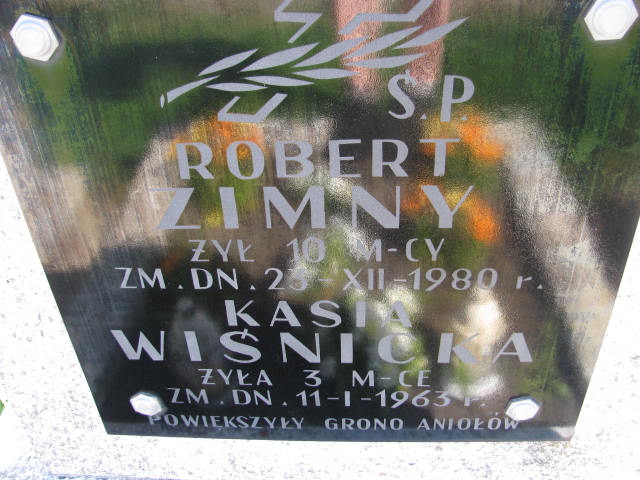 Ś.P.
ROBERT
ZIMNY
ŻYŁ 10 M-CY
ZM. DN. 23-XII-1980 r.
KASIA
WIŚNICKA
ŻYŁA 3 M-CE
ZM. DN. 11-I-1963 r.
POWIEKSZYŁY GRONO ANIOŁÓW